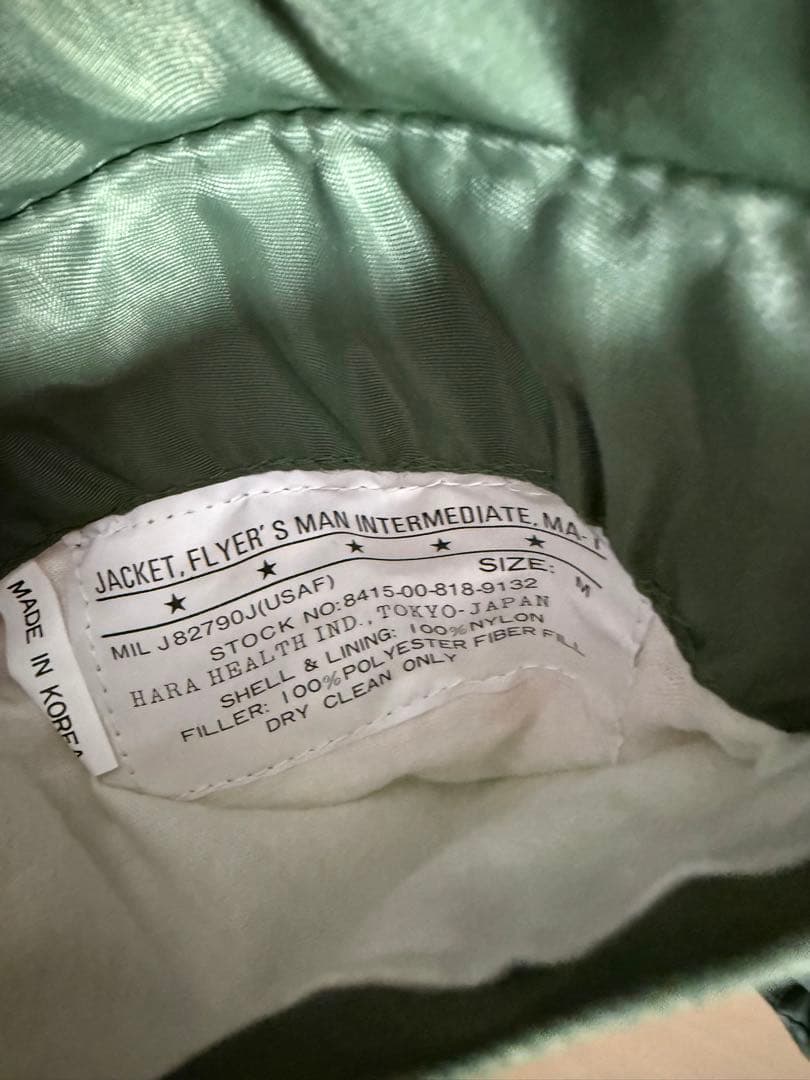 JACKET, FLYER'S MAN INTERMEDIATE, MA-1
★ ★ ★ ★ ★
SIZE: M
MIL J82790J(USAF)
STOCK NO:8415-00-818-9132
HARA HEALTH IND., TOKYO-JAPAN
SHELL & LINING: 100%NYLON
FILLER: 100%POLYESTER FIBER FILL
DRY CLEAN ONLY
MADE IN KOREA